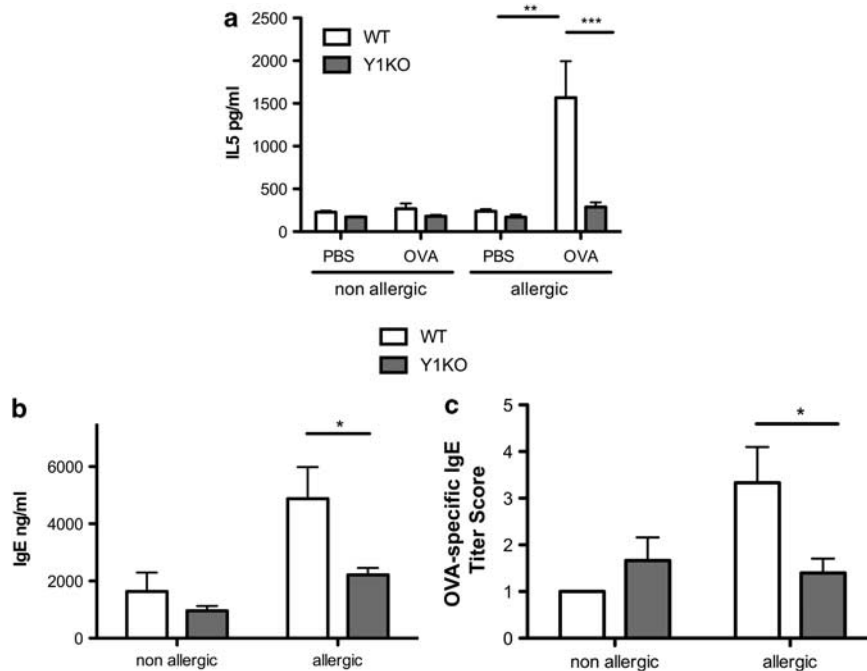 a
**
***
WT
Y1KO
2500
2000
1500
1000
500
0
IL5 pg/ml
PBS
OVA
PBS
OVA
non allergic
allergic
WT
Y1KO
b
*
6000
4000
2000
0
IgE ng/ml
non allergic
allergic
c
*
5
4
3
2
1
0
OVA-specific IgE
Titer Score
non allergic
allergic